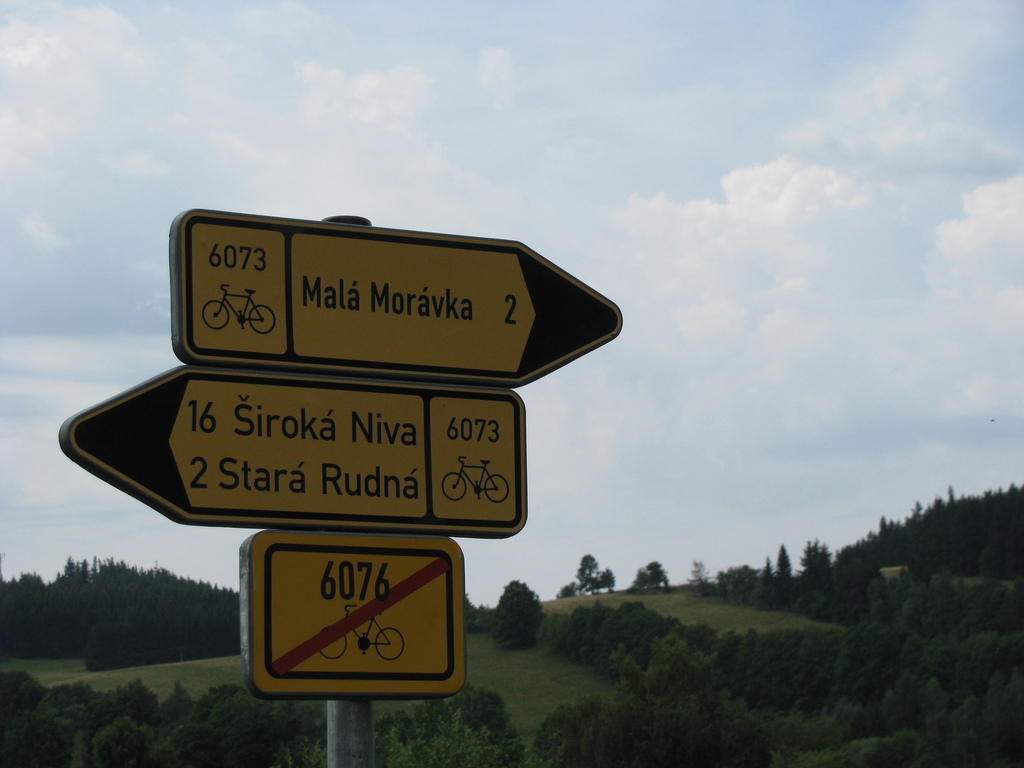 6073
Malá Morávka 2
16 Široká Niva
2 Stará Rudná
6073
6076